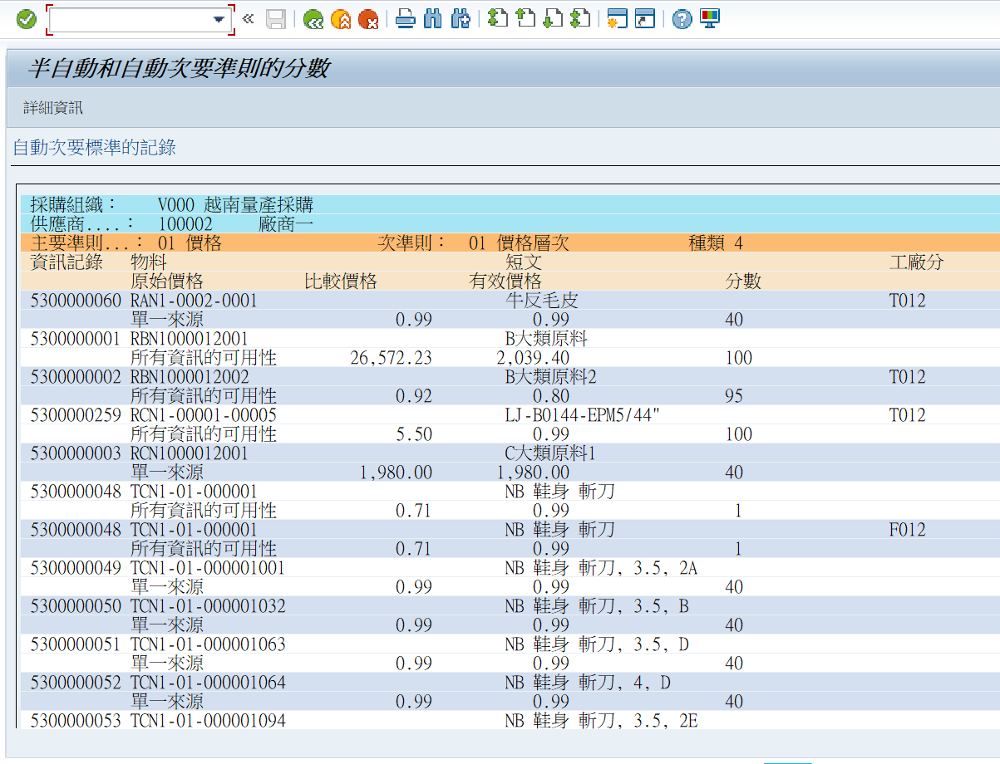 半自動和自動次要準則的分數
詳細資訊
自動次要標準的記錄
採購組織： V000 越南量產採購
供應商....： 100002 廠商一
主要準則...： 01 價格 次準則： 01 價格層次 種類 4
資訊記錄 物料 短文 工廠分
原始價格 比較價格 有效價格 分數
5300000060 RAN1-0002-0001 牛反毛皮 T012
單一來源 0.99 0.99 40
5300000001 RBN1000012001 B大類原料
所有資訊的可用性 26,572.23 2,039.40 100
5300000002 RBN1000012002 B大類原料2 T012
所有資訊的可用性 0.92 0.80 95
5300000259 RCN1-00001-00005 LJ-B0144-EPM5/44" T012
所有資訊的可用性 5.50 0.99 100
5300000003 RCN1000012001 C大類原料1
單一來源 1,980.00 1,980.00 40
5300000048 TCN1-01-000001 NB 鞋身 斬刀
所有資訊的可用性 0.71 0.99 1
5300000048 TCN1-01-000001 NB 鞋身 斬刀 F012
所有資訊的可用性 0.71 0.99 1
5300000049 TCN1-01-000001001 NB 鞋身 斬刀, 3.5, 2A
單一來源 0.99 0.99 40
5300000050 TCN1-01-000001032 NB 鞋身 斬刀, 3.5, B
單一來源 0.99 0.99 40
5300000051 TCN1-01-000001063 NB 鞋身 斬刀, 3.5, D
單一來源 0.99 0.99 40
5300000052 TCN1-01-000001064 NB 鞋身 斬刀, 4, D
單一來源 0.99 0.99 40
5300000053 TCN1-01-000001094 NB 鞋身 斬刀, 3.5, 2E